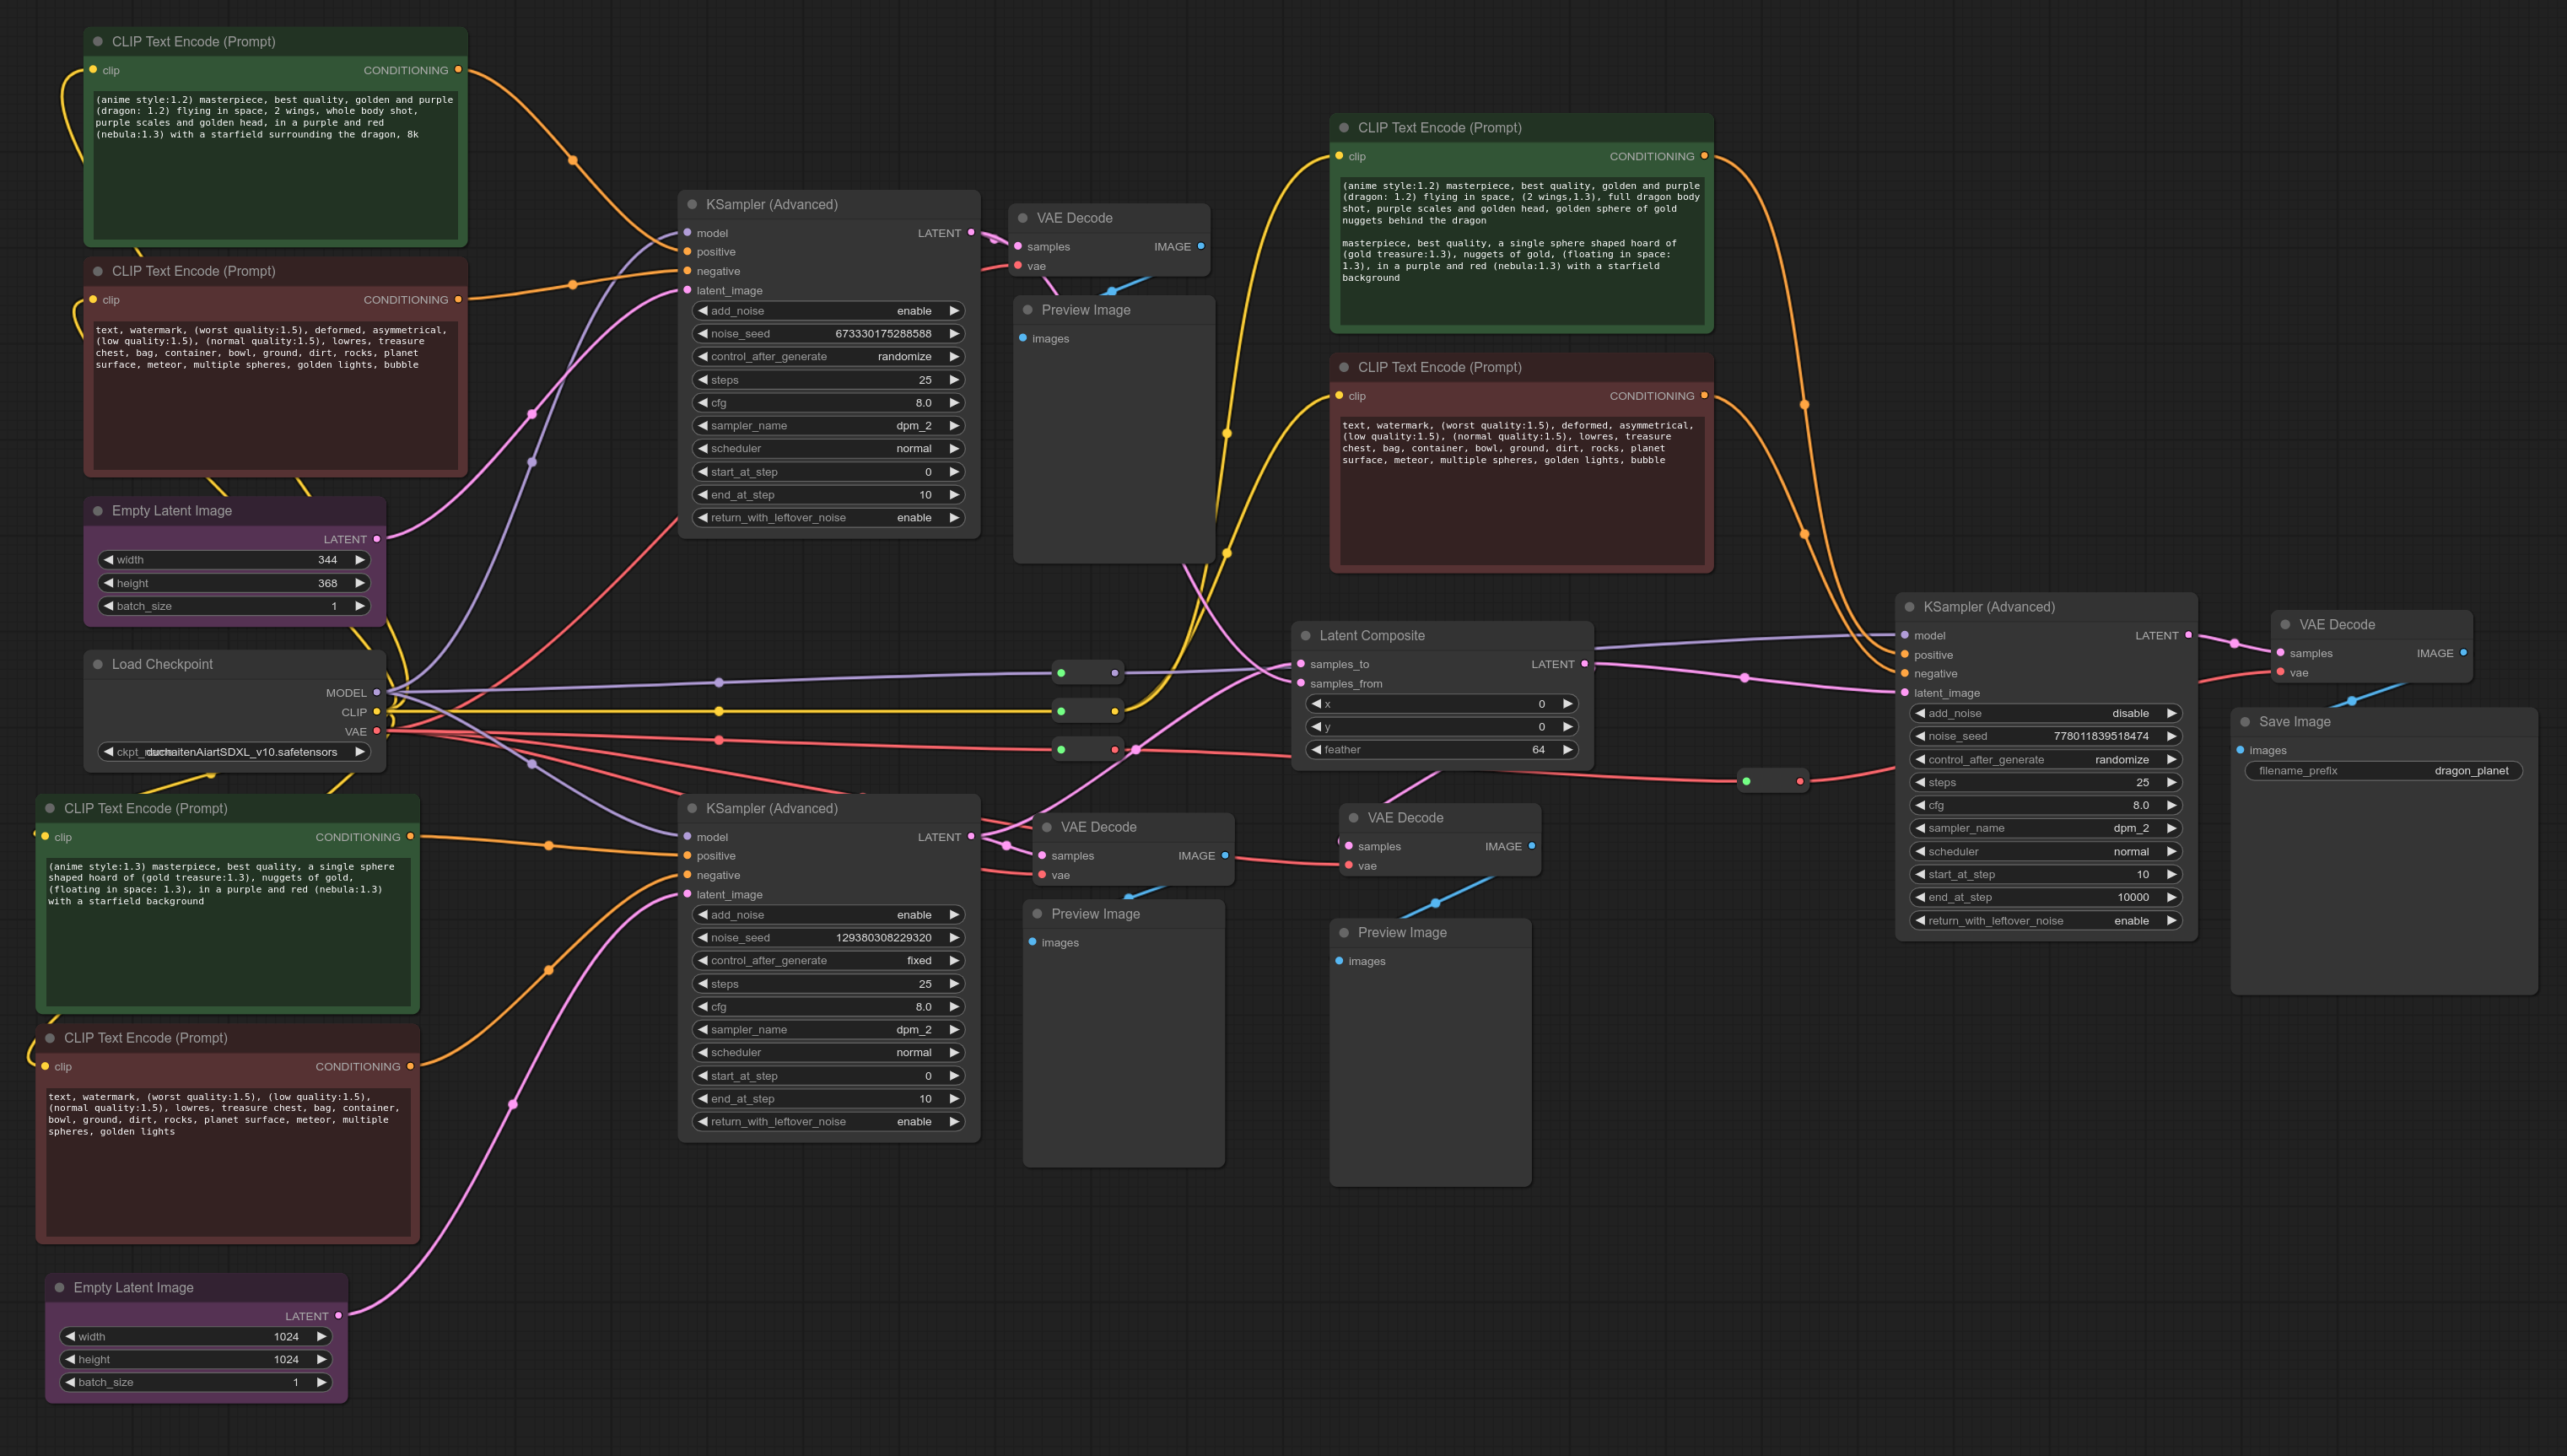 CLIP Text Encode (Prompt)
clip CONDITIONING
(anime style:1.2) masterpiece, best quality, golden and purple
(dragon: 1.2) flying in space, 2 wings, whole body shot,
purple scales and golden head, in a purple and red
(nebula:1.3) with a starfield surrounding the dragon, 8k
CLIP Text Encode (Prompt)
clip CONDITIONING
text, watermark, (worst quality:1.5), deformed, asymmetrical,
(low quality:1.5), (normal quality:1.5), lowres, treasure
chest, bag, container, bowl, ground, dirt, rocks, planet
surface, meteor, multiple spheres, golden lights, bubble
Empty Latent Image
LATENT
width 344
height 368
batch_size 1
Load Checkpoint
MODEL
CLIP
VAE
duchaitenAiartSDXL_v10.safetensors
CLIP Text Encode (Prompt)
clip CONDITIONING
(anime style:1.3) masterpiece, best quality, a single sphere
shaped hoard of (gold treasure:1.3), nuggets of gold,
(floating in space: 1.3), in a purple and red (nebula:1.3)
with a starfield background
CLIP Text Encode (Prompt)
clip CONDITIONING
text, watermark, (worst quality:1.5), (low quality:1.5),
(normal quality:1.5), lowres, treasure chest, bag, container,
bowl, ground, dirt, rocks, planet surface, meteor, multiple
spheres, golden lights
Empty Latent Image
LATENT
width 1024
height 1024
batch_size 1
KSampler (Advanced)
model LATENT
positive
negative
latent_image
add_noise enable
noise_seed 673330175288588
control_after_generate randomize
steps 25
cfg 8.0
sampler_name dpm_2
scheduler normal
start_at_step 0
end_at_step 10
return_with_leftover_noise enable
VAE Decode
samples IMAGE
vae
Preview Image
images
KSampler (Advanced)
model LATENT
positive
negative
latent_image
add_noise enable
noise_seed 129380308229320
control_after_generate fixed
steps 25
cfg 8.0
sampler_name dpm_2
scheduler normal
start_at_step 0
end_at_step 10
return_with_leftover_noise enable
VAE Decode
samples IMAGE
vae
Preview Image
images
CLIP Text Encode (Prompt)
clip CONDITIONING
(anime style:1.2) masterpiece, best quality, golden and purple
(dragon: 1.2) flying in space, (2 wings,1.3), full dragon body
shot, purple scales and golden head, golden sphere of gold
nuggets behind the dragon
masterpiece, best quality, a single sphere shaped hoard of
(gold treasure:1.3), nuggets of gold, (floating in space:
1.3), in a purple and red (nebula:1.3) with a starfield
background
CLIP Text Encode (Prompt)
clip CONDITIONING
text, watermark, (worst quality:1.5), deformed, asymmetrical,
(low quality:1.5), (normal quality:1.5), lowres, treasure
chest, bag, container, bowl, ground, dirt, rocks, planet
surface, meteor, multiple spheres, golden lights, bubble
Latent Composite
samples_to LATENT
samples_from
x 0
y 0
feather 64
VAE Decode
samples IMAGE
vae
Preview Image
images
KSampler (Advanced)
model LATENT
positive
negative
latent_image
add_noise disable
noise_seed 778011839518474
control_after_generate randomize
steps 25
cfg 8.0
sampler_name dpm_2
scheduler normal
start_at_step 10
end_at_step 10000
return_with_leftover_noise enable
VAE Decode
samples IMAGE
vae
Save Image
images
filename_prefix dragon_planet